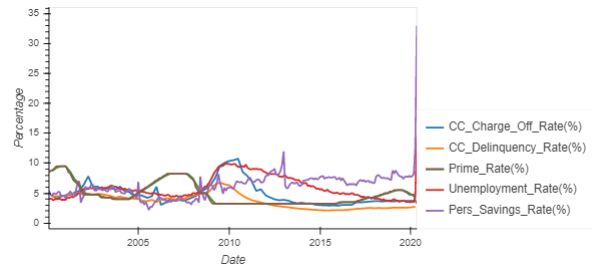 35
30
25
20
15
10
5
0
Percentage
2005
2010
2015
2020
Date
CC_Charge_Off_Rate(%)
CC_Delinquency_Rate(%)
Prime_Rate(%)
Unemployment_Rate(%)
Pers_Savings_Rate(%)